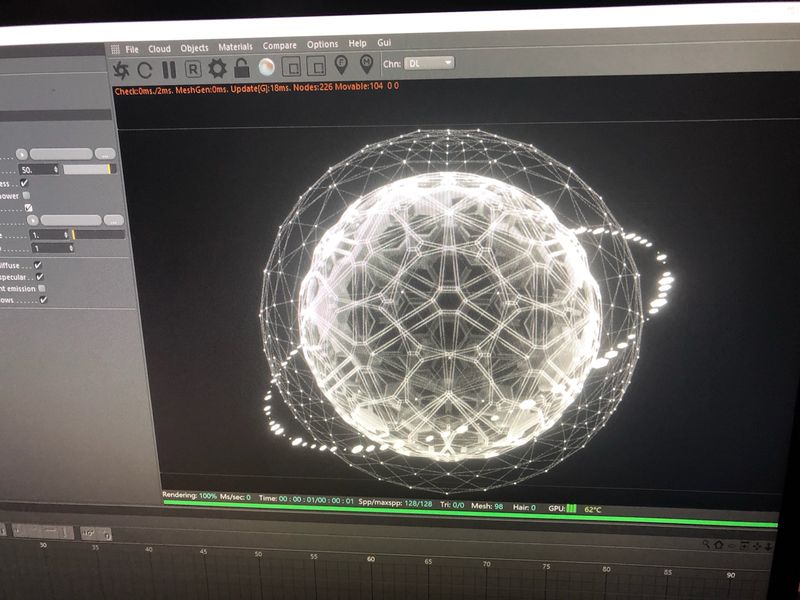 File Cloud Objects Materials Compare Options Help Gui
R F M Chn: DL
Check:0ms./2ms. MeshGen:0ms. Update[G]:18ms. Nodes:226 Movable:104 0 0
50.
ess
ower
1.
1
iffuse
specular
nt emission
ows
Rendering: 100% Ms/sec: 0 Time: 00 : 00 : 01/00 : 00 : 01 Spp/maxspp: 128/128 Tri: 0/0 Mesh: 98 Hair: 0 GPU: 62°C
30 35 40 45 50 55 60 65 70 75 80 85 90